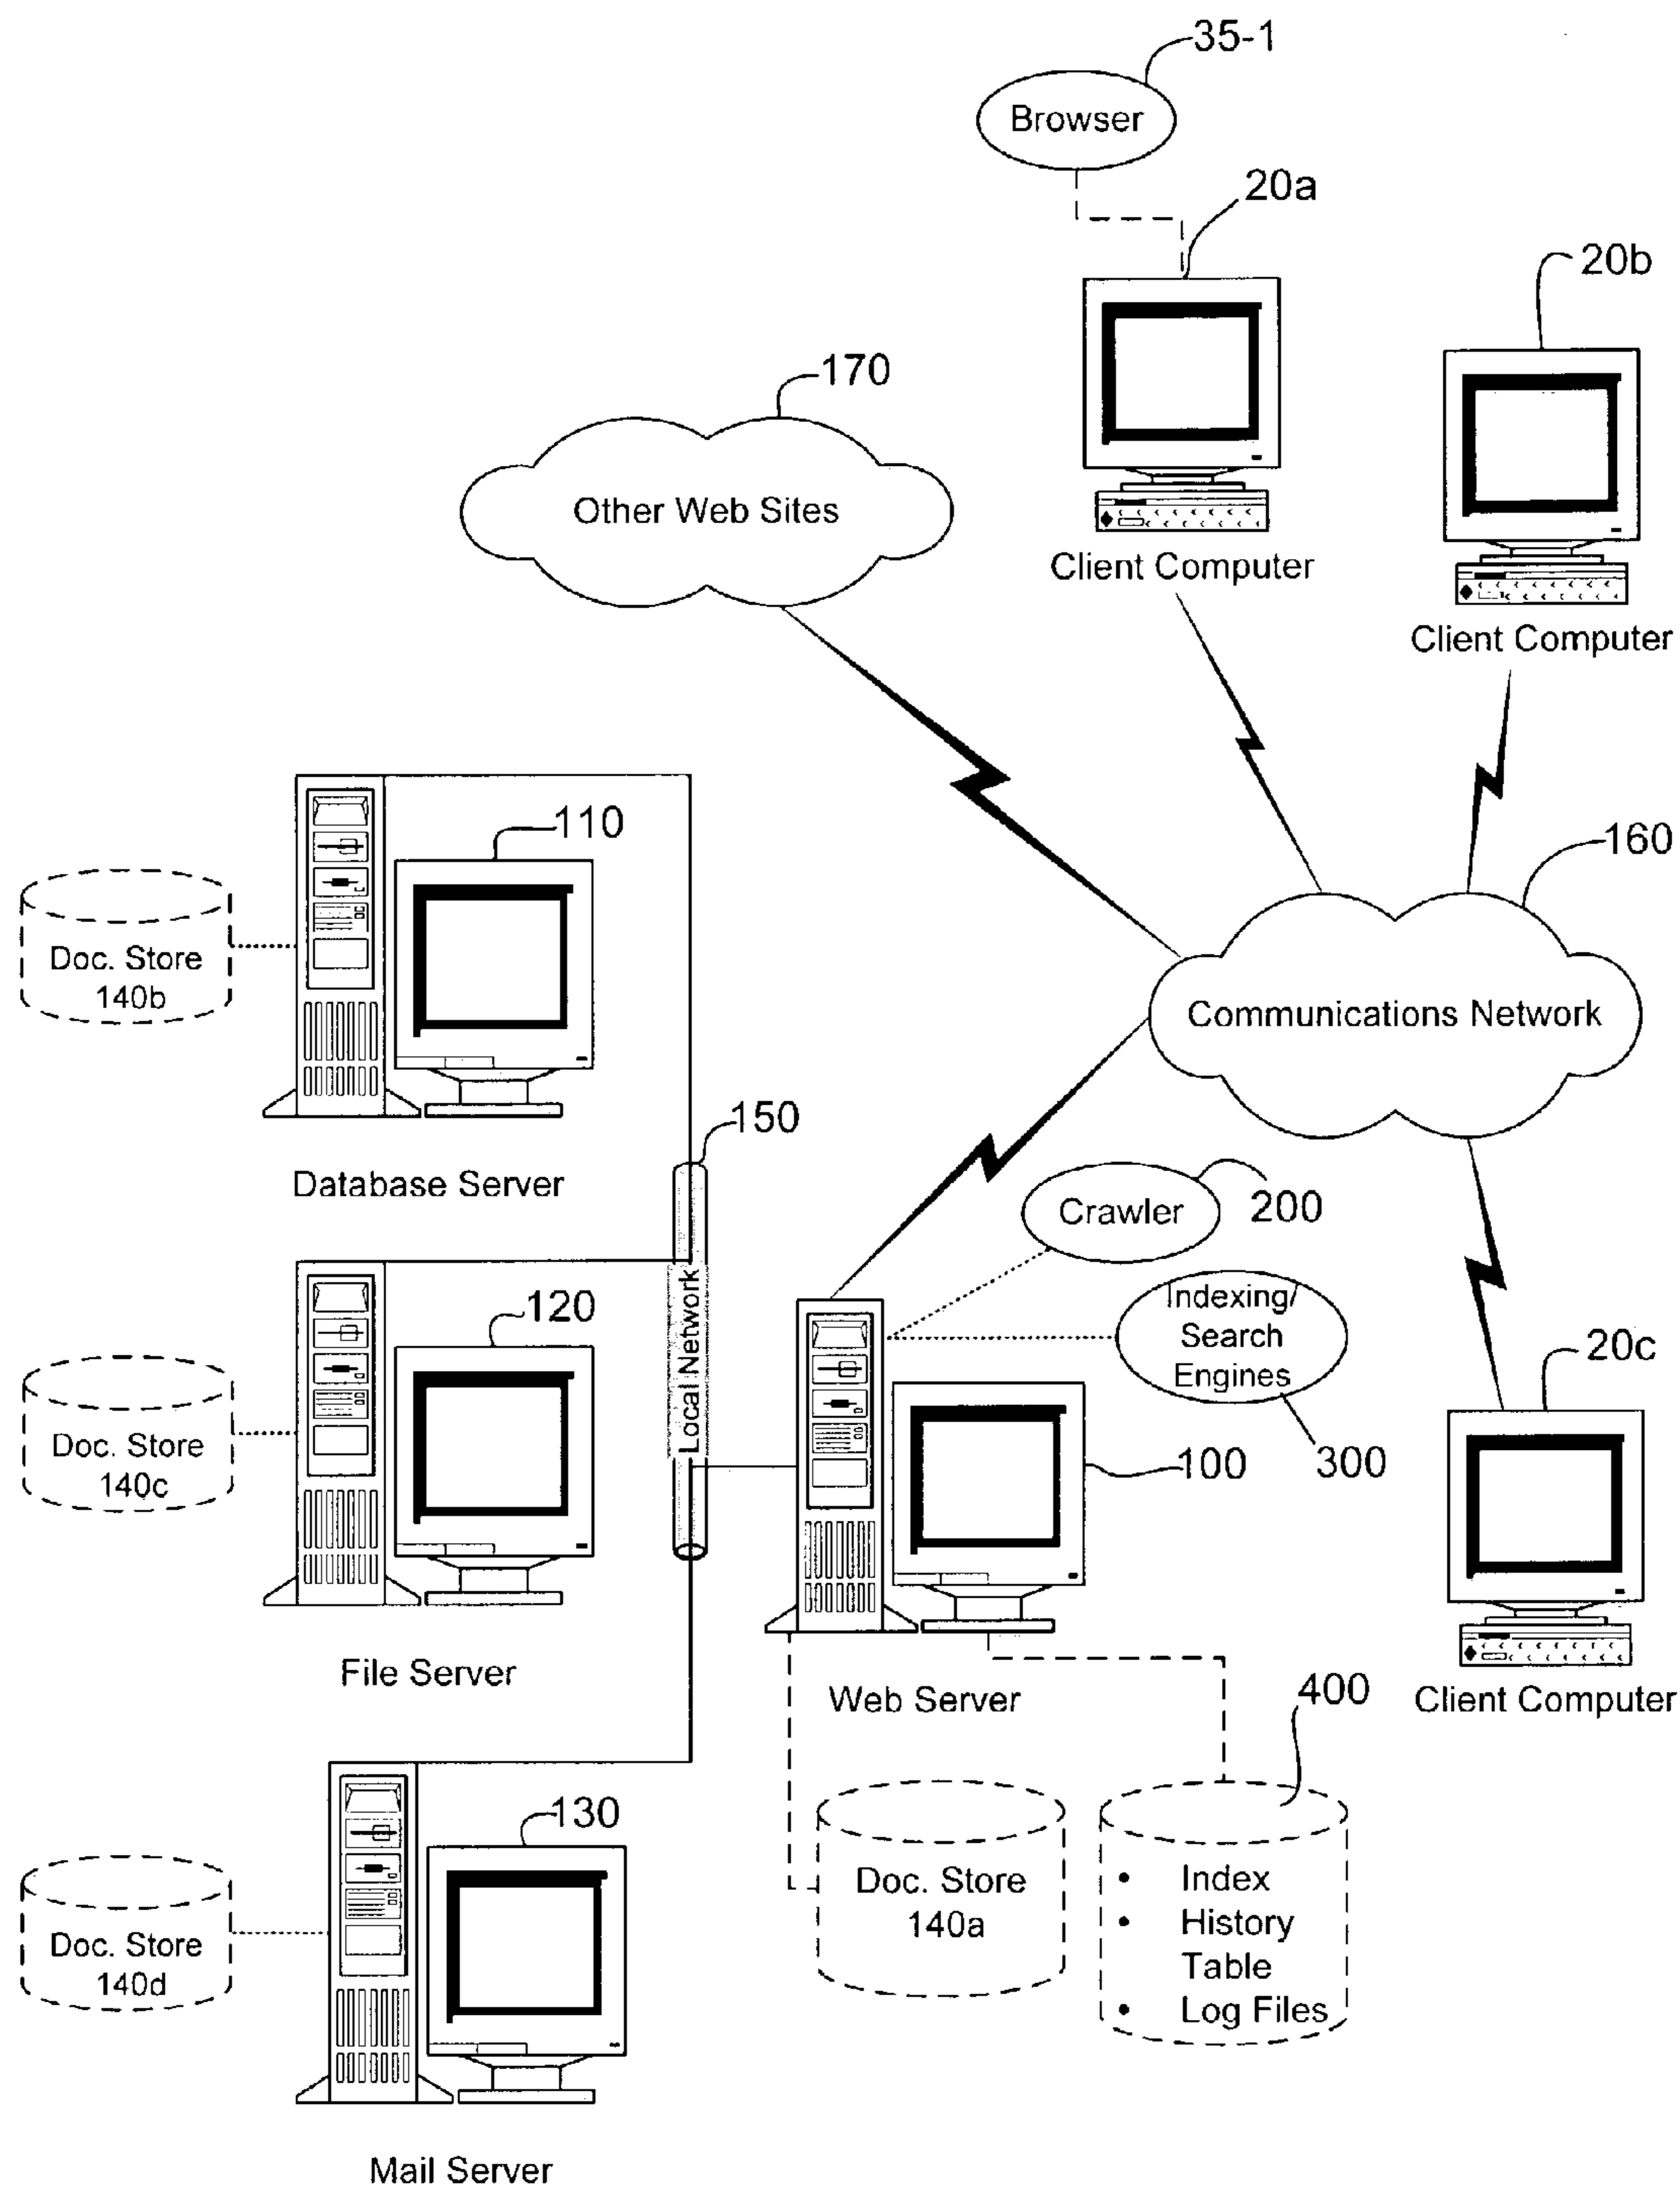 35-1
Browser
20a
20b
170
Other Web Sites
Client Computer
Client Computer
110
160
Doc. Store
140b
Communications Network
150
Database Server
Crawler
200
Indexing/
Search
Engines
120
Local Network
20c
Doc. Store
140c
100
300
File Server
Web Server
400
Client Computer
130
Doc. Store
140a
• Index
• History
Table
• Log Files
Doc. Store
140d
Mail Server